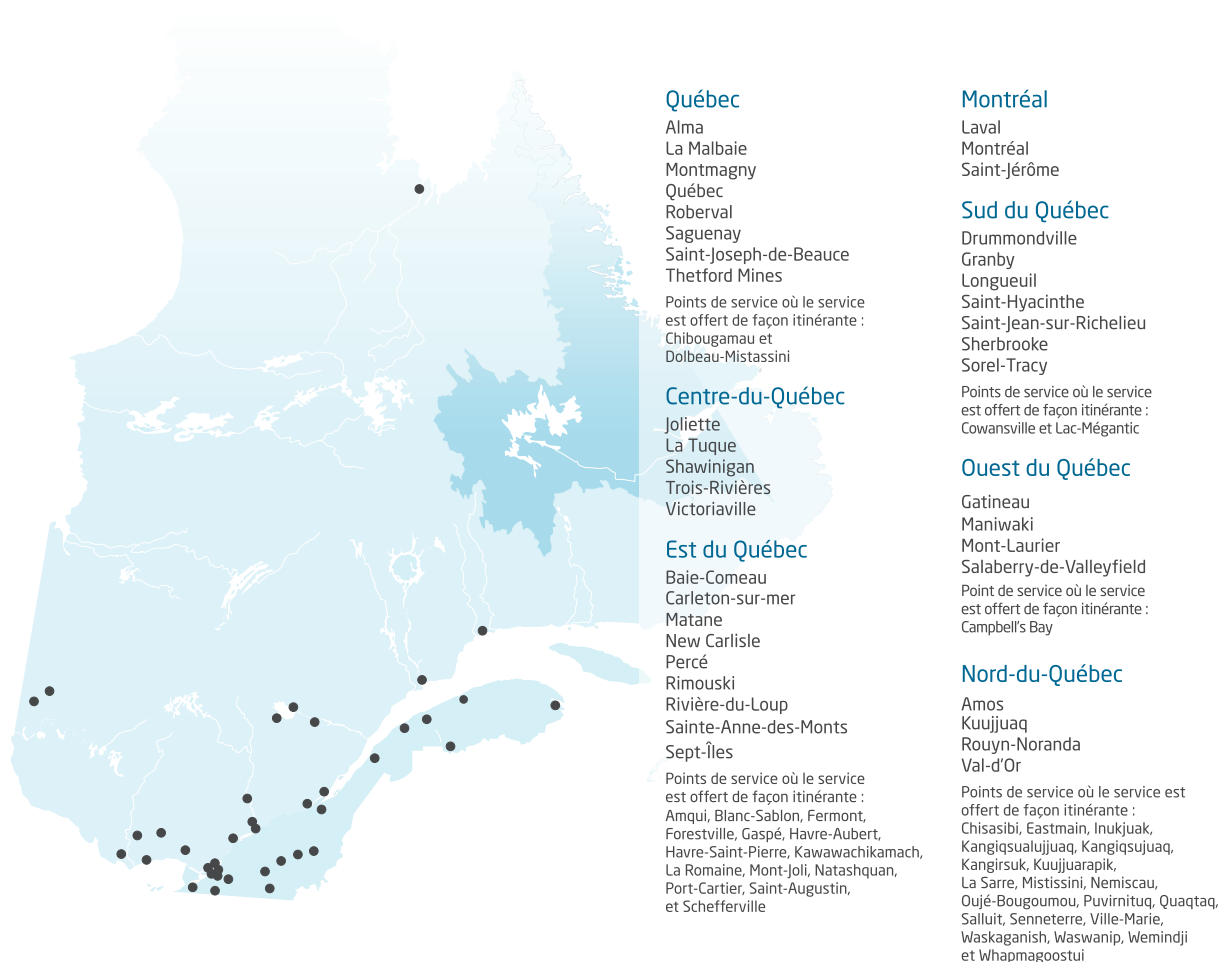 Québec
Alma
La Malbaie
Montmagny
Québec
Roberval
Saguenay
Saint-Joseph-de-Beauce
Thetford Mines
Points de service où le service
est offert de façon itinérante :
Chibougamau et
Dolbeau-Mistassini
Centre-du-Québec
Joliette
La Tuque
Shawinigan
Trois-Rivières
Victoriaville
Est du Québec
Baie-Comeau
Carleton-sur-mer
Matane
New Carlisle
Percé
Rimouski
Rivière-du-Loup
Sainte-Anne-des-Monts
Sept-Îles
Points de service où le service
est offert de façon itinérante :
Amqui, Blanc-Sablon, Fermont,
Forestville, Gaspé, Havre-Aubert,
Havre-Saint-Pierre, Kawawachikamach,
La Romaine, Mont-Joli, Natashquan,
Port-Cartier, Saint-Augustin,
et Schefferville
Montréal
Laval
Montréal
Saint-Jérôme
Sud du Québec
Drummondville
Granby
Longueuil
Saint-Hyacinthe
Saint-Jean-sur-Richelieu
Sherbrooke
Sorel-Tracy
Points de service où le service
est offert de façon itinérante :
Cowansville et Lac-Mégantic
Ouest du Québec
Gatineau
Maniwaki
Mont-Laurier
Salaberry-de-Valleyfield
Point de service où le service
est offert de façon itinérante :
Campbell's Bay
Nord-du-Québec
Amos
Kuujjuaq
Rouyn-Noranda
Val-d'Or
Points de service où le service est
offert de façon itinérante :
Chisasibi, Eastmain, Inukjuak,
Kangiqsualujjuaq, Kangiqsujuaq,
Kangirsuk, Kuujjuarapik,
La Sarre, Mistissini, Nemiscau,
Oujé-Bougoumou, Puvirnituq, Quaqtaq,
Salluit, Senneterre, Ville-Marie,
Waskaganish, Waswanip, Wemindji
et Whapmagoostui